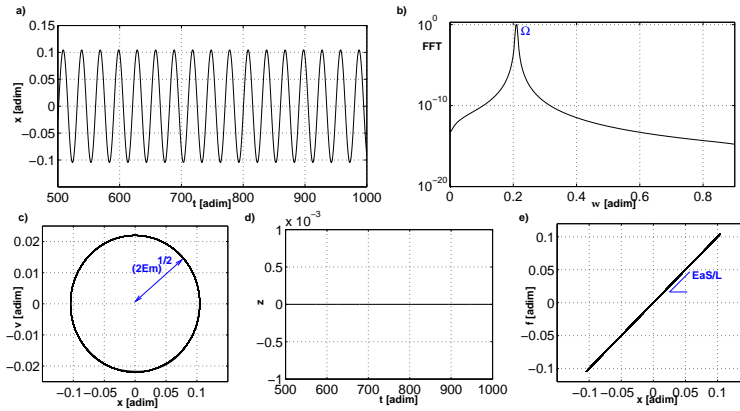 a)
0.15
0.1
0.05
0
−0.05
−0.1
x [adim]
500 600 700 800 900 1000
t [adim]
b)
10^0
FFT
10^−10
10^−20
Ω
0 0.2 0.4 0.6 0.8
w [adim]
c)
0.02
0.01
0
−0.01
−0.02
v [adim]
(2Em)^1/2
−0.1 −0.05 0 0.05 0.1
x [adim]
d)
1 x 10^−3
0.5
0
−0.5
−1
z
500 600 700 800 900 1000
t [adim]
e)
0.1
0.05
0
−0.05
−0.1
f [adim]
EaS/L
−0.1 −0.05 0 0.05 0.1
x [adim]